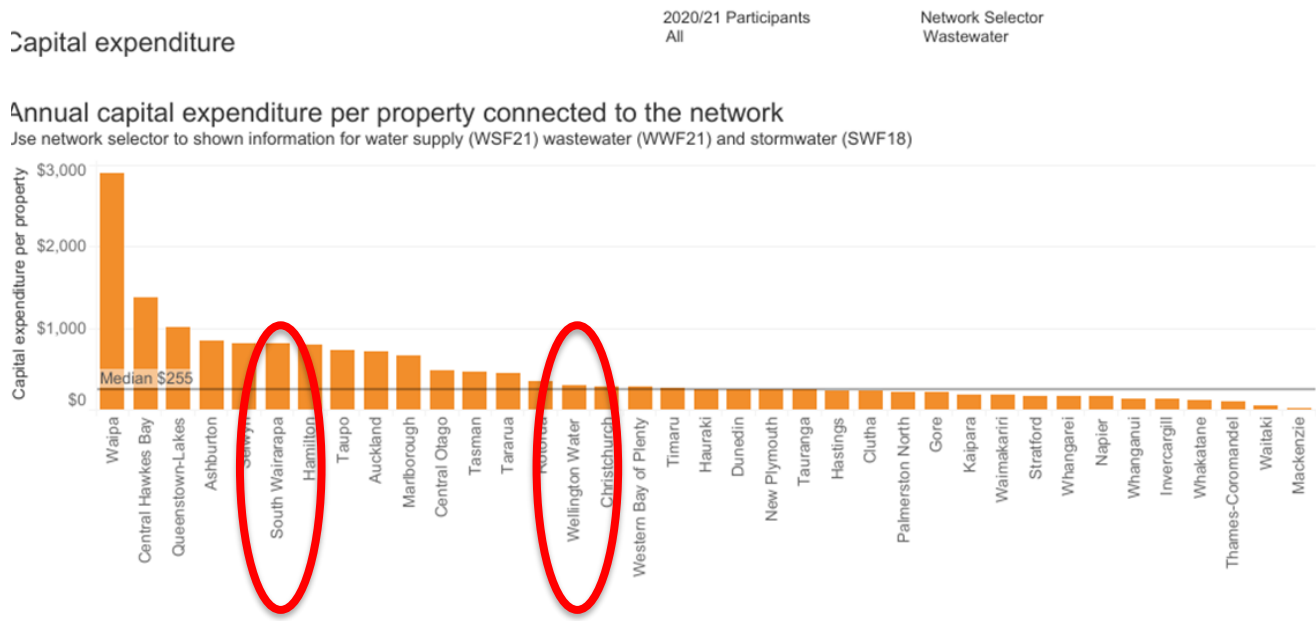 2020/21 Participants
All
Network Selector
Wastewater
Capital expenditure
Annual capital expenditure per property connected to the network
Use network selector to shown information for water supply (WSF21) wastewater (WWF21) and stormwater (SWF18)
Capital expenditure per property
$3,000
$2,000
$1,000
$0
Median $255
Waipa
Central Hawkes Bay
Queenstown-Lakes
Ashburton
Selwyn
South Wairarapa
Hamilton
Taupo
Auckland
Marlborough
Central Otago
Tasman
Tararua
Rotorua
Wellington Water
Christchurch
Western Bay of Plenty
Timaru
Hauraki
Dunedin
New Plymouth
Tauranga
Hastings
Clutha
Palmerston North
Gore
Kaipara
Waimakariri
Stratford
Whangarei
Napier
Whanganui
Invercargill
Whakatane
Thames-Coromandel
Waitaki
Mackenzie